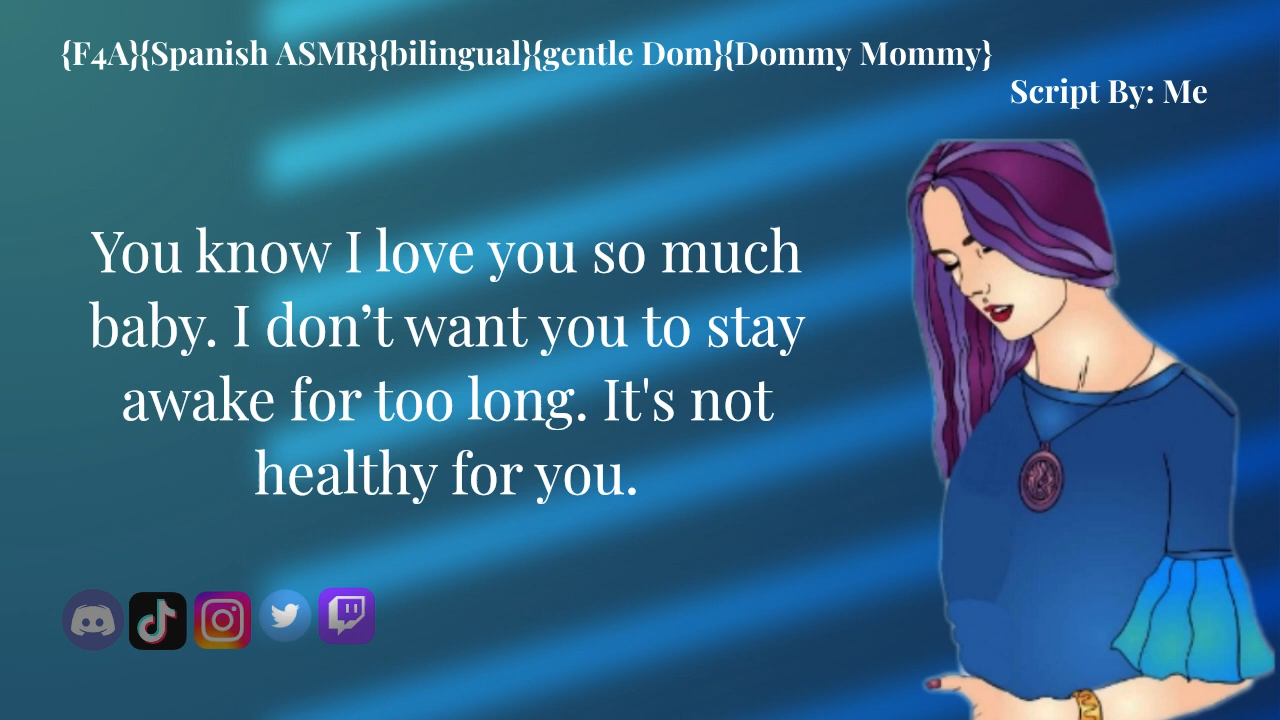 {F4A}{Spanish ASMR}{bilingual}{gentle Dom}{Dommy Mommy}
Script By: Me
You know I love you so much
baby. I don’t want you to stay
awake for too long. It's not
healthy for you.